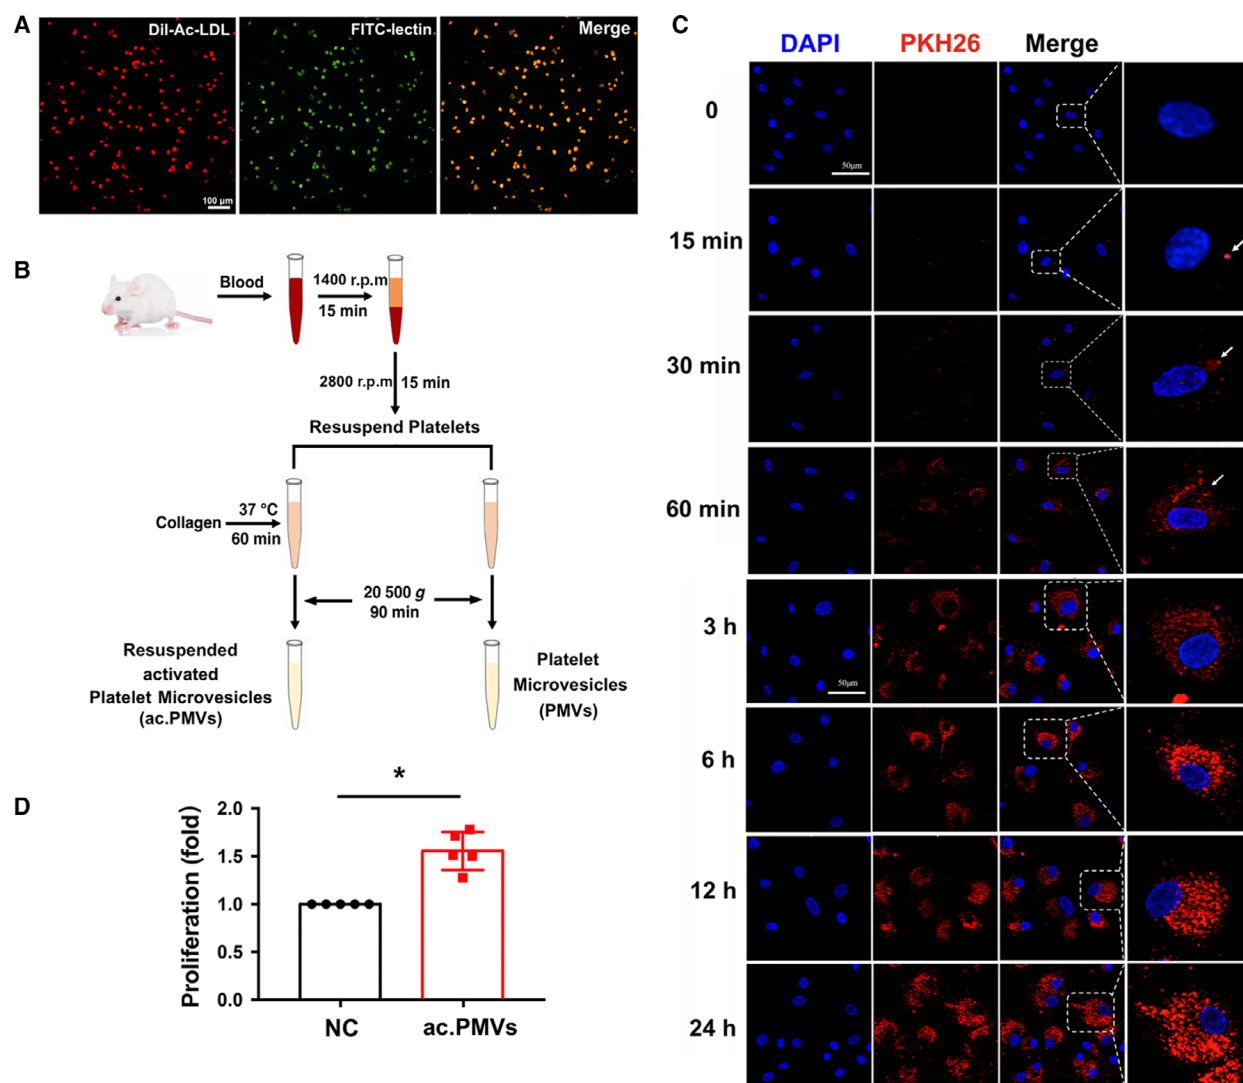 A
Dil-Ac-LDL
FITC-lectin
Merge
100 µm
B
Blood
1400 r.p.m
15 min
2800 r.p.m
15 min
Resuspend Platelets
Collagen
37 °C
60 min
20 500 g
90 min
Resuspended
activated
Platelet Microvesicles
(ac.PMVs)
Platelet
Microvesicles
(PMVs)
D
*
Proliferation (fold)
2.0
1.5
1.0
0.5
0.0
NC
ac.PMVs
C
DAPI
PKH26
Merge
0
50µm
15 min
30 min
60 min
3 h
50µm
6 h
12 h
24 h